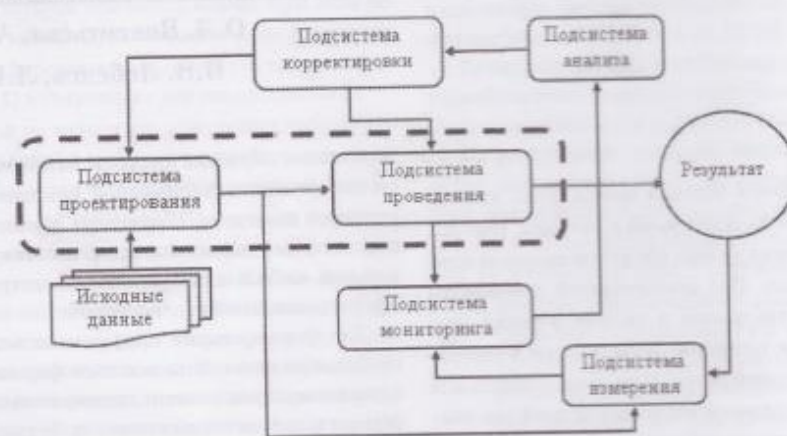 Подсистема
корректировки
Подсистема
анализа
Подсистема
проектирования
Подсистема
проведения
Результат
Исходные
данные
Подсистема
мониторинга
Подсистема
измерения